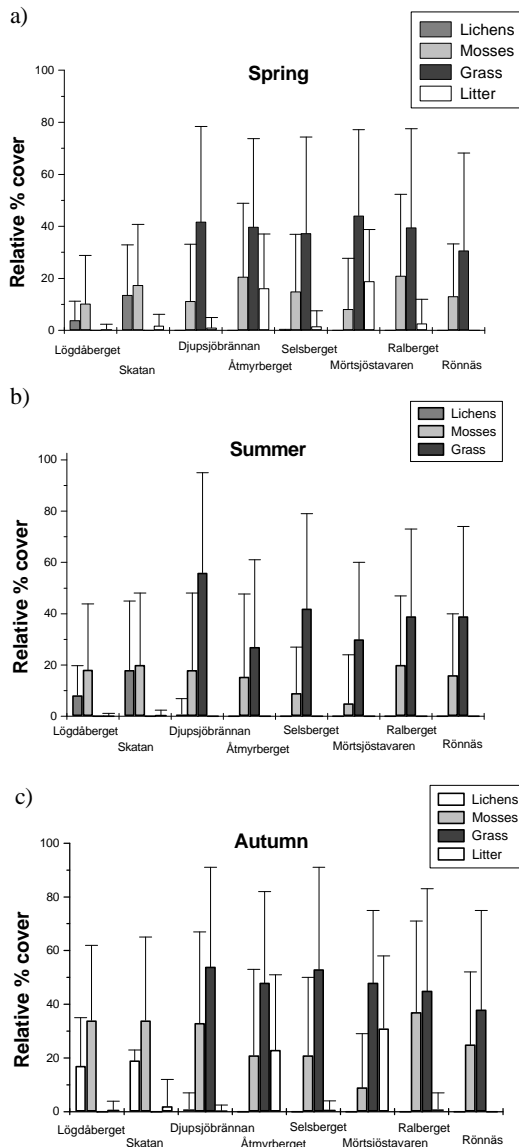 a)
Spring
Lichens
Mosses
Grass
Litter
Relative % cover
100
80
60
40
20
0
Lögdåberget
Skatan
Djupsjöbrännan
Åtmyrberget
Selsberget
Mörtsjöstavaren
Ralberget
Rönnäs
b)
Summer
Lichens
Mosses
Grass
Relative % cover
100
80
60
40
20
0
Lögdåberget
Skatan
Djupsjöbrännan
Åtmyrberget
Selsberget
Mörtsjöstavaren
Ralberget
Rönnäs
c)
Autumn
Lichens
Mosses
Grass
Litter
Relative % cover
100
80
60
40
20
0
Lögdåberget
Skatan
Djupsjöbrännan
Åtmyrberget
Selsberget
Mörtsjöstavaren
Ralberget
Rönnäs